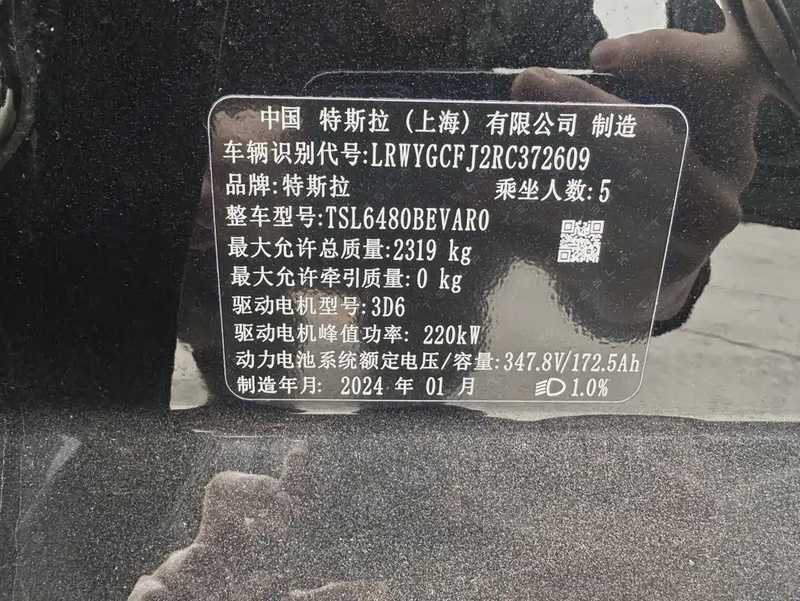 中国 特斯拉（上海）有限公司 制造
车辆识别代号:LRWYGCFJ2RC372609
品牌:特斯拉 乘坐人数:5
整车型号:TSL6480BEVAR0
最大允许总质量:2319 kg
最大允许牵引质量:0 kg
驱动电机型号:3D6
驱动电机峰值功率: 220kW
动力电池系统额定电压/容量:347.8V/172.5Ah
制造年月: 2024 年 01 月 1.0%